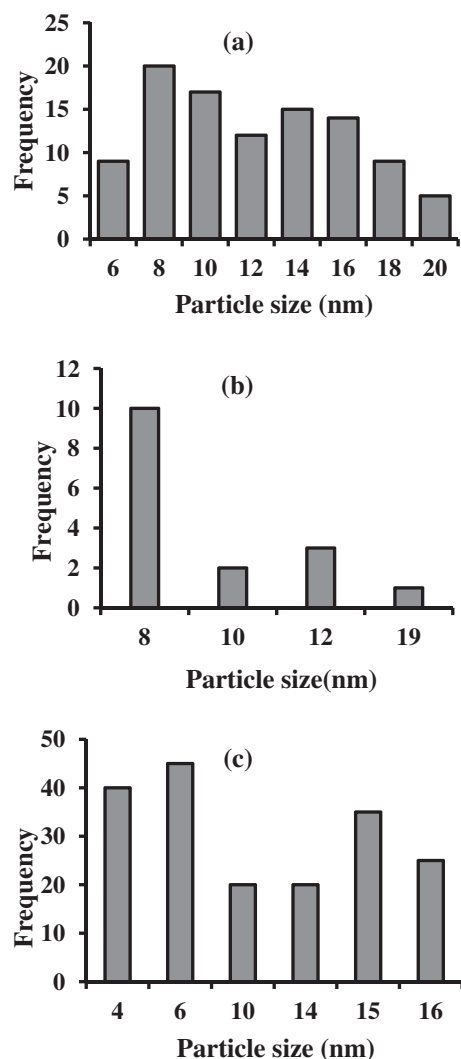 (a)
Frequency
25
20
15
10
5
0
6 8 10 12 14 16 18 20
Particle size (nm)
(b)
Frequency
12
10
8
6
4
2
0
8 10 12 19
Particle size(nm)
(c)
Frequency
50
40
30
20
10
0
4 6 10 14 15 16
Particle size (nm)